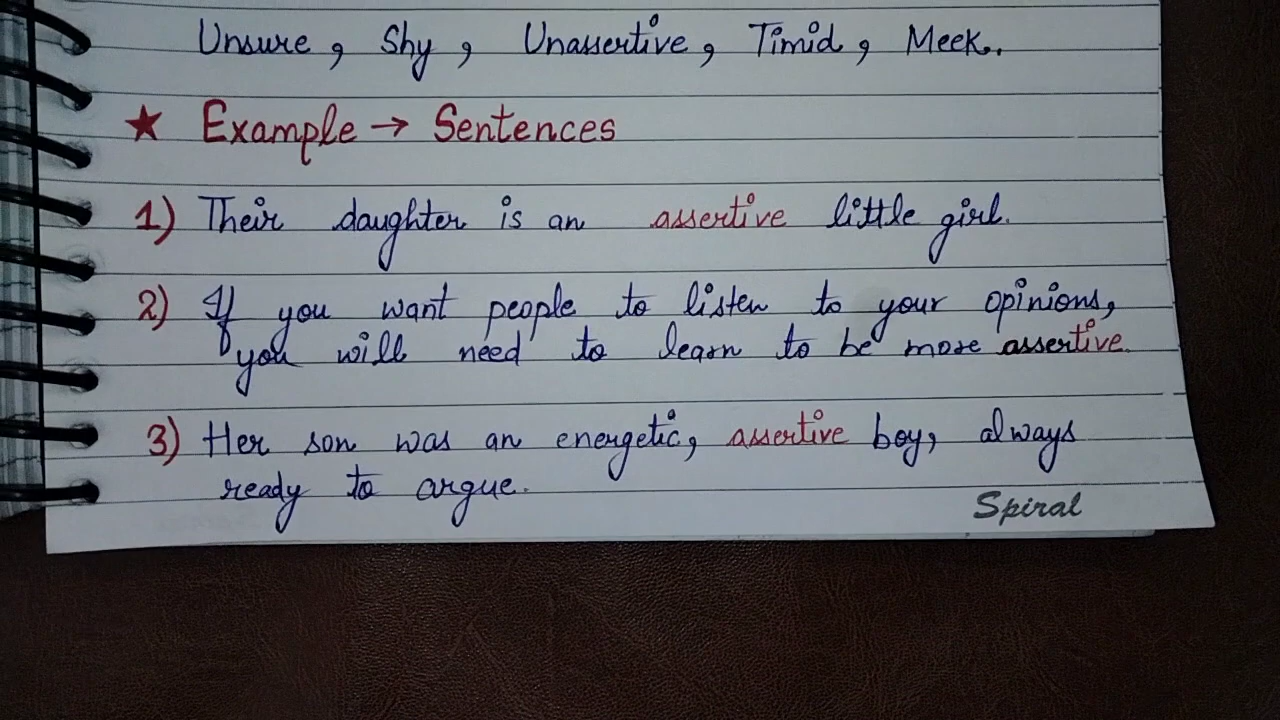 Unsure, Shy, Unassertive, Timid, Meek.
★ Example → Sentences
1) Their daughter is an assertive little girl.
2) If you want people to listen to your opinions,
you will need to learn to be more assertive.
3) Her son was an energetic, assertive boy, always
ready to argue.
Spiral